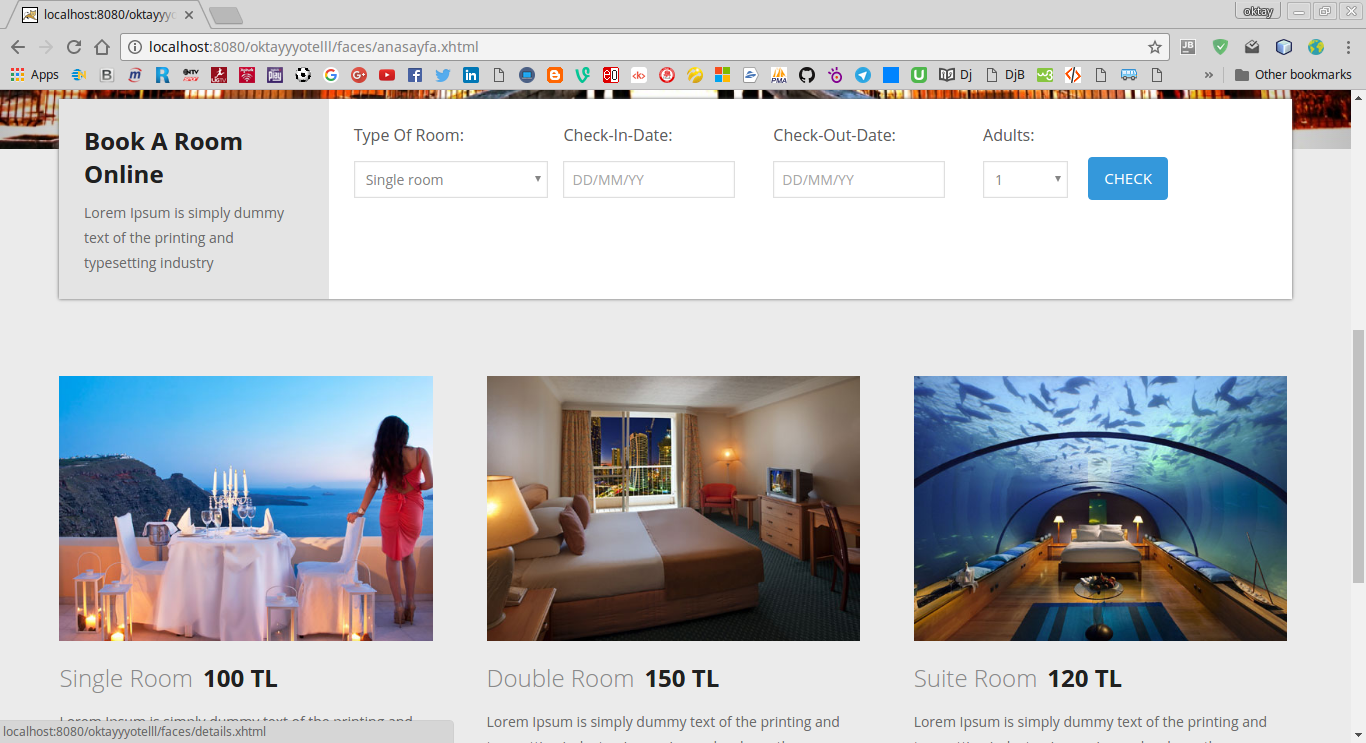 localhost:8080/oktayyy
oktay
localhost:8080/oktayyyotelll/faces/anasayfa.xhtml
Apps
Dj
DjB
Other bookmarks
Book A Room
Online
Lorem Ipsum is simply dummy
text of the printing and
typesetting industry
Type Of Room:
Check-In-Date:
Check-Out-Date:
Adults:
Single room
DD/MM/YY
DD/MM/YY
1
CHECK
Single Room 100 TL
Double Room 150 TL
Suite Room 120 TL
Lorem Ipsum is simply dummy text of the printing and
Lorem Ipsum is simply dummy text of the printing and
Lorem Ipsum is simply dummy text of the printing and
localhost:8080/oktayyyotelll/faces/details.xhtml